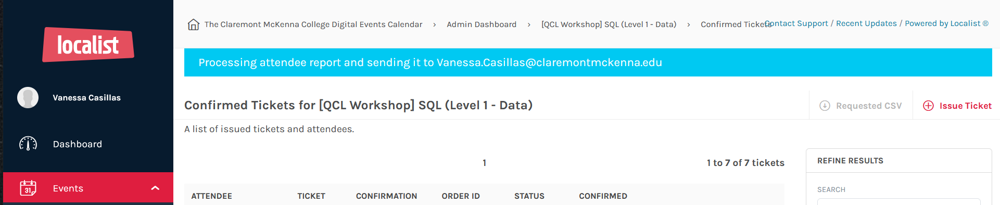 The Claremont McKenna College Digital Events Calendar › Admin Dashboard › [QCL Workshop] SQL (Level 1 - Data) › Confirmed Tickets
Contact Support / Recent Updates / Powered by Localist ®
localist
Vanessa Casillas
Dashboard
31 Events
Processing attendee report and sending it to Vanessa.Casillas@claremontmckenna.edu
Confirmed Tickets for [QCL Workshop] SQL (Level 1 - Data)
Requested CSV
Issue Ticket
A list of issued tickets and attendees.
1
1 to 7 of 7 tickets
ATTENDEE TICKET CONFIRMATION ORDER ID STATUS CONFIRMED
REFINE RESULTS
SEARCH